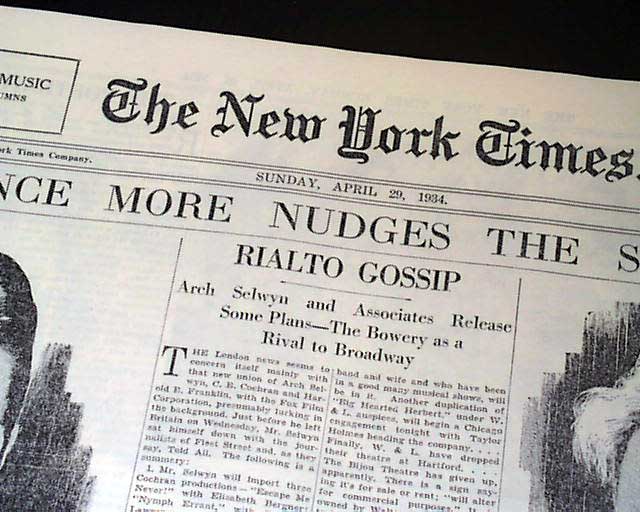 MUSIC
UMNS
The New York Times.
ork Times Company.
SUNDAY, APRIL 29, 1934.
NCE MORE NUDGES THE S
RIALTO GOSSIP
Arch Selwyn and Associates Release
Some Plans—The Bowery as a
Rival to Broadway
THE London news seems to
concern itself mainly with
that new union of Arch Sel-
wyn, C. B. Cochran and Har-
old B. Franklin, with the Fox Film
Corporation, presumably lurking in
the background. Just before he left
Britain on Wednesday, Mr. Selwyn
sat himself down with the jour-
nalists of Fleet Street and, as they
say, Told All. The following is a
summary:
1. Mr. Selwyn will import three
Cochran productions—"Escape Me
Never!" with Elisabeth Bergner;
"Nymph Errant," with
band and wife and who have been
in a good many musical shows, will
be in it. Another duplication of
"Big Hearted Herbert," under W.
& L. auspices, will begin a Chicago
engagement tonight with Taylor
Holmes heading the company. . . .
Finally, W. & L. have dropped
their theatre at Hartford. . . .
The Bijou Theatre has given up,
apparently. There is a sign say-
ing it's for sale or rent; "will alter
for commercial purposes." It
owned by